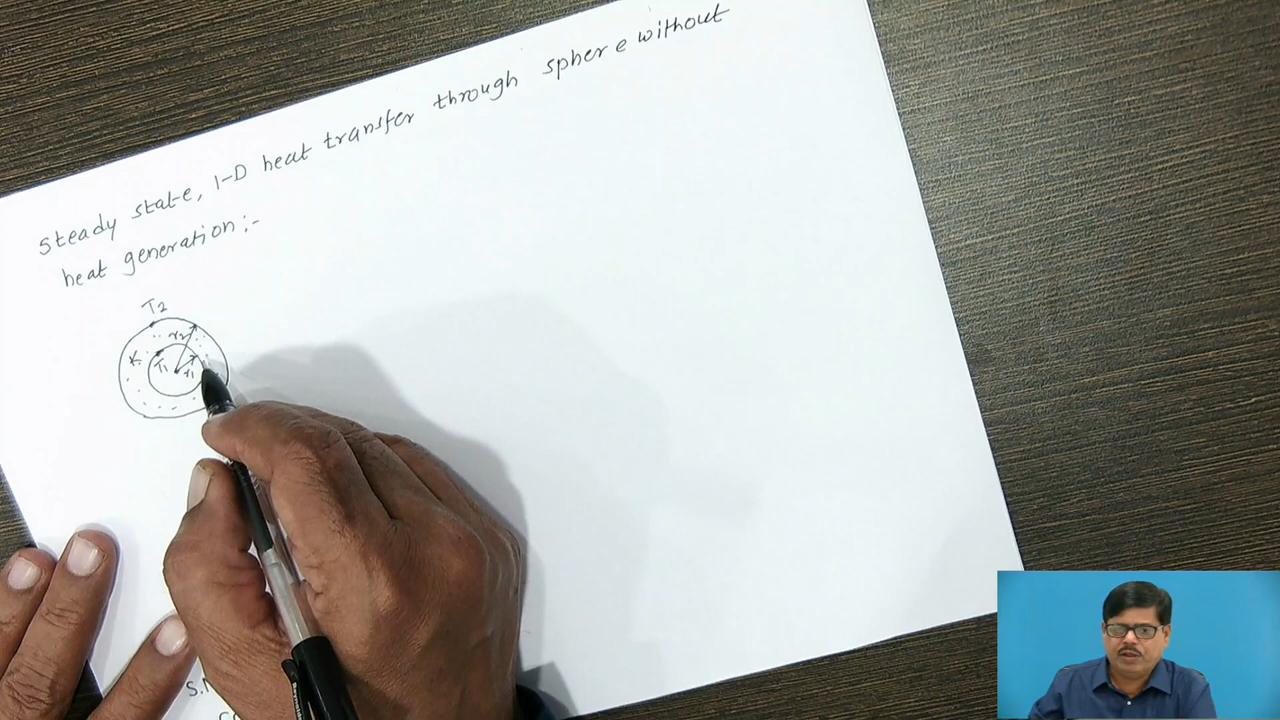 steady state, 1-D heat transfer through sphere without
heat generation:-
T2
r2
K
T1
r1